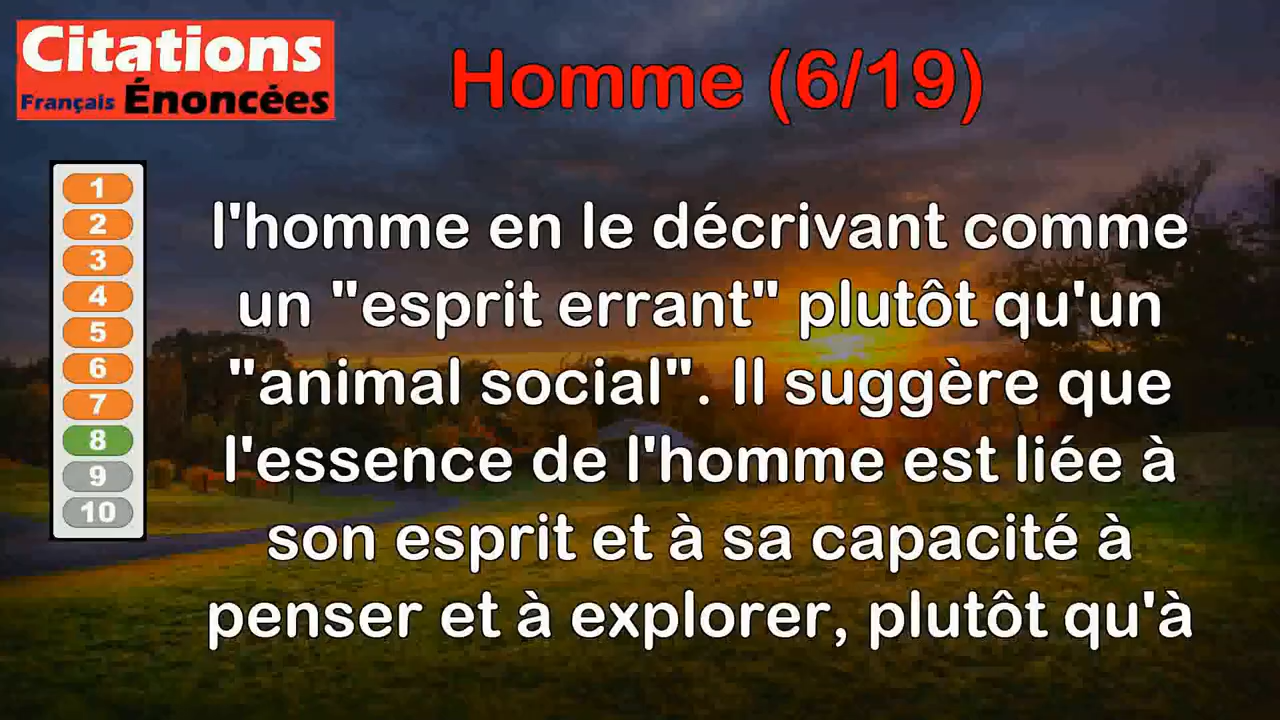 Citations
Français Énoncées
Homme (6/19)
1
2
3
4
5
6
7
8
9
10
l'homme en le décrivant comme
un "esprit errant" plutôt qu'un
"animal social". Il suggère que
l'essence de l'homme est liée à
son esprit et à sa capacité à
penser et à explorer, plutôt qu'à